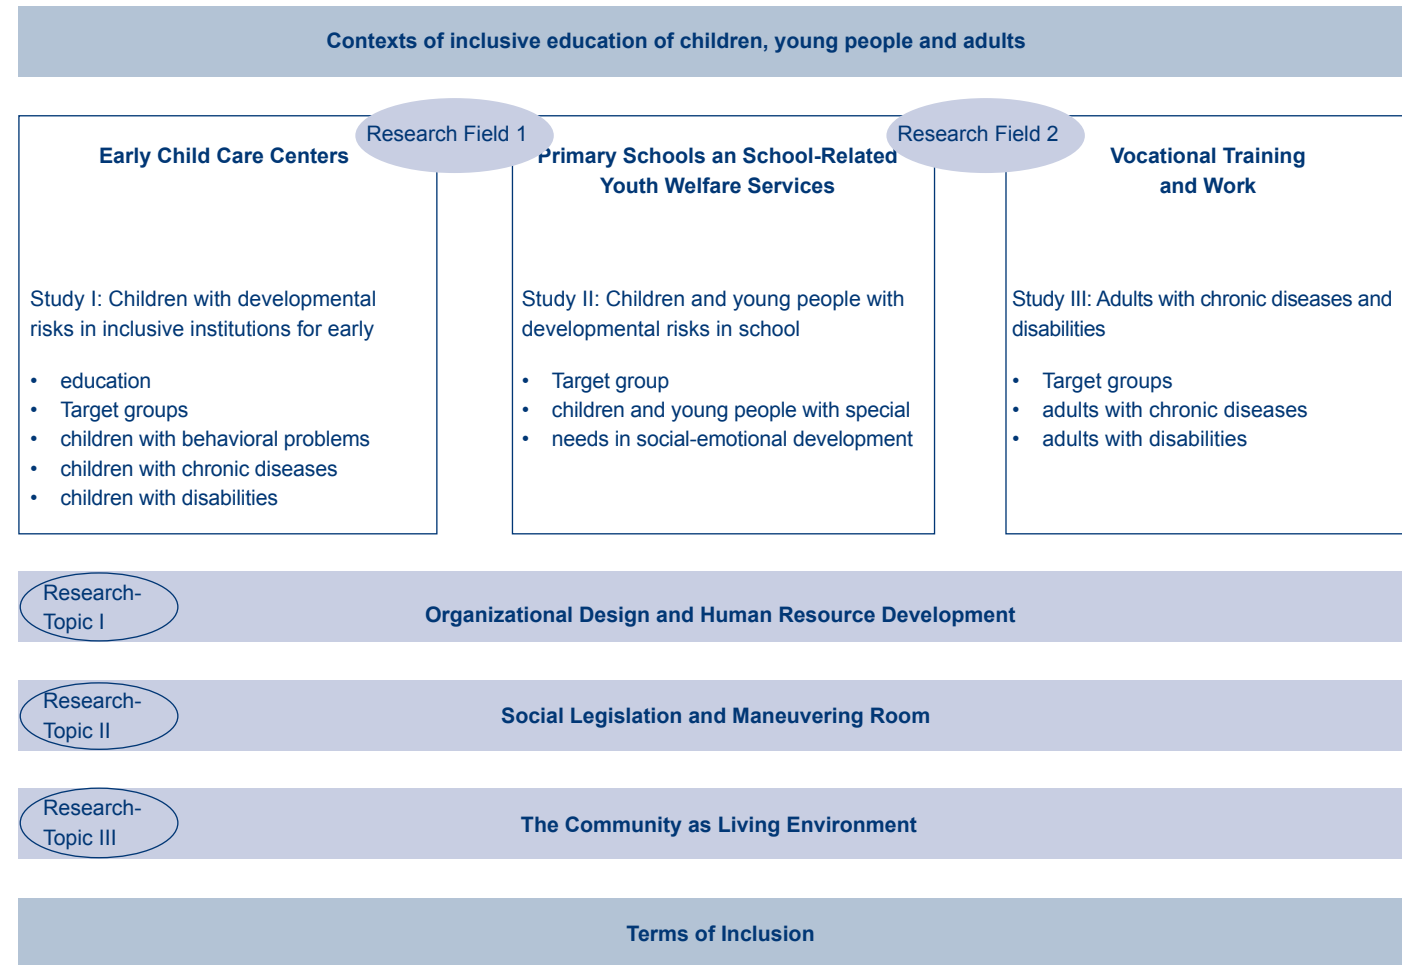 Contexts of inclusive education of children, young people and adults
Research Field 1
Research Field 2
Early Child Care Centers
Study I: Children with developmental
risks in inclusive institutions for early
• education
• Target groups
• children with behavioral problems
• children with chronic diseases
• children with disabilities
Primary Schools an School-Related
Youth Welfare Services
Study II: Children and young people with
developmental risks in school
• Target group
• children and young people with special
• needs in social-emotional development
Vocational Training
and Work
Study III: Adults with chronic diseases and
disabilities
• Target groups
• adults with chronic diseases
• adults with disabilities
Research-
Topic I
Organizational Design and Human Resource Development
Research-
Topic II
Social Legislation and Maneuvering Room
Research-
Topic III
The Community as Living Environment
Terms of Inclusion